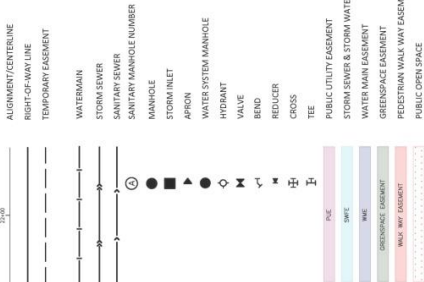 ALIGNMENT/CENTERLINE
22+00
RIGHT-OF-WAY LINE
TEMPORARY EASEMENT
WATERMAIN
STORM SEWER
SANITARY SEWER
SANITARY MANHOLE NUMBER
A
MANHOLE
STORM INLET
APRON
WATER SYSTEM MANHOLE
HYDRANT
VALVE
BEND
REDUCER
CROSS
TEE
PUBLIC UTILITY EASEMENT
PUE
STORM SEWER & STORM WATE
SWFE
WATER MAIN EASEMENT
WME
GREENSPACE EASEMENT
GREENSPACE EASEMENT
PEDESTRIAN WALK WAY EASEM
WALK WAY EASEMENT
PUBLIC OPEN SPACE